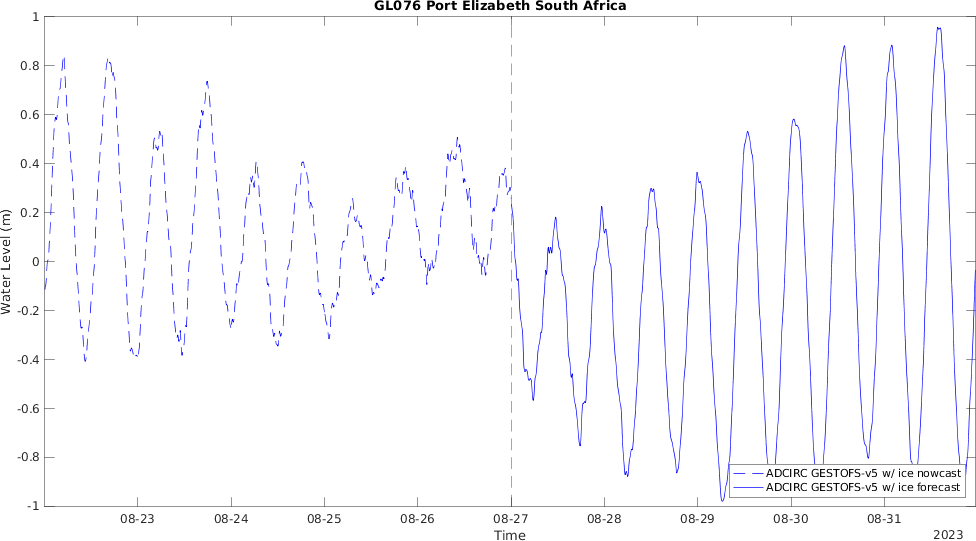 GL076 Port Elizabeth South Africa
1
0.8
0.6
0.4
0.2
0
-0.2
-0.4
-0.6
-0.8
-1
Water Level (m)
ADCIRC GESTOFS-v5 w/ ice nowcast
ADCIRC GESTOFS-v5 w/ ice forecast
08-23 08-24 08-25 08-26 08-27 08-28 08-29 08-30 08-31
Time
2023